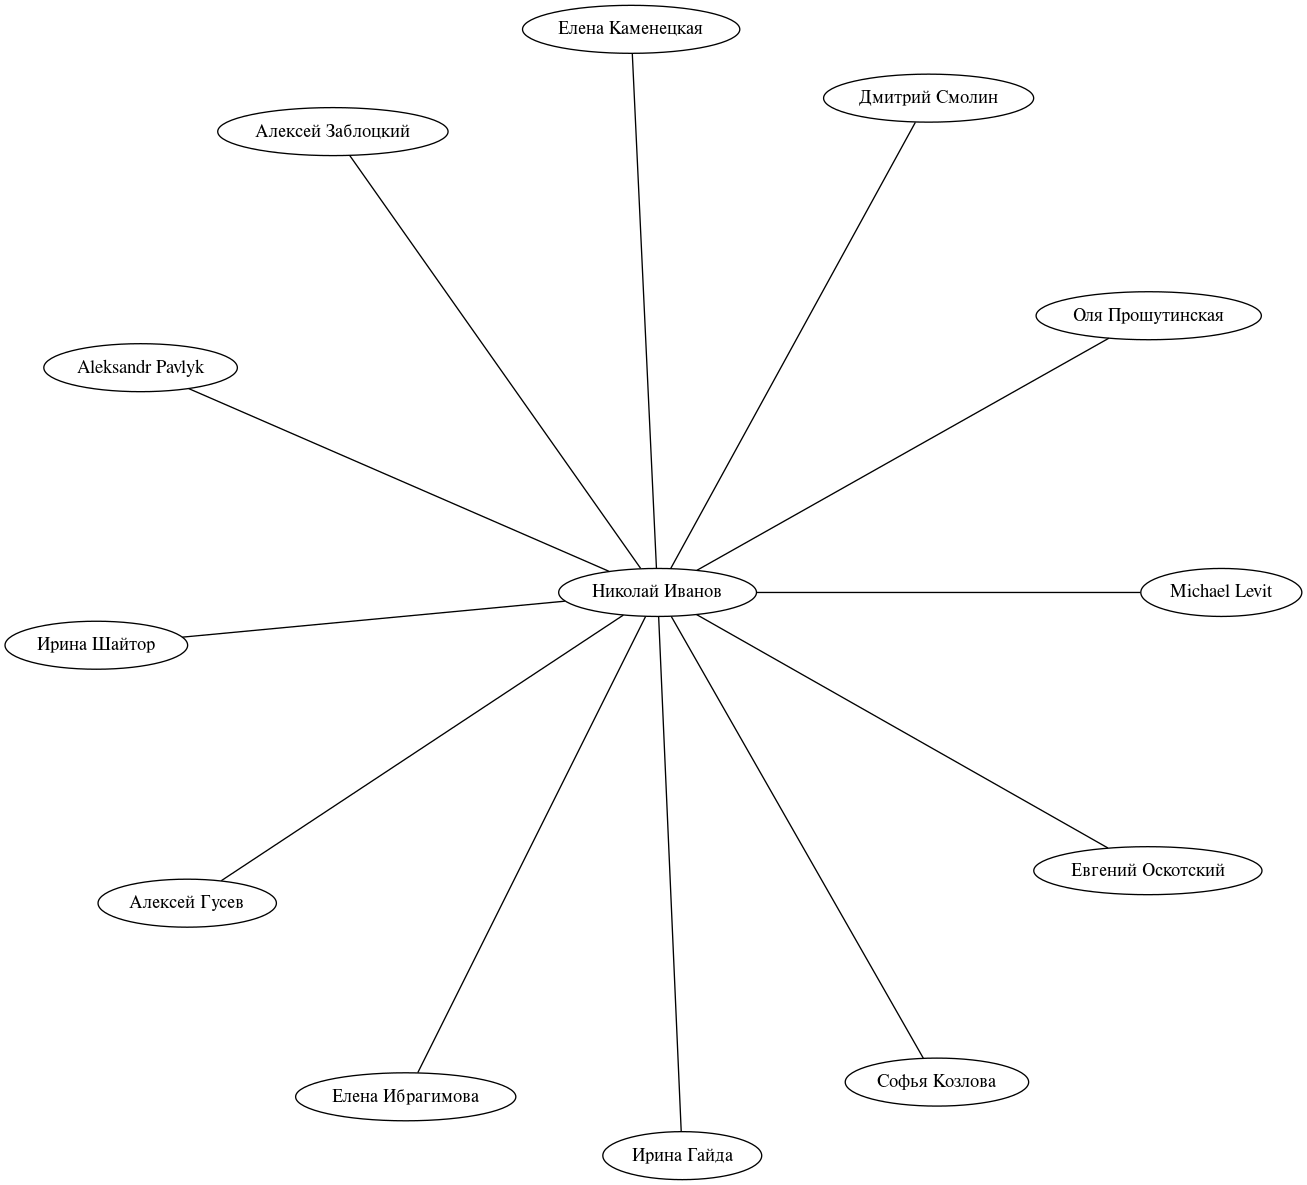 Елена Каменецкая
Дмитрий Смолин
Алексей Заблоцкий
Оля Прошутинская
Aleksandr Pavlyk
Николай Иванов
Michael Levit
Ирина Шайтор
Евгений Оскотский
Алексей Гусев
Софья Козлова
Елена Ибрагимова
Ирина Гайда